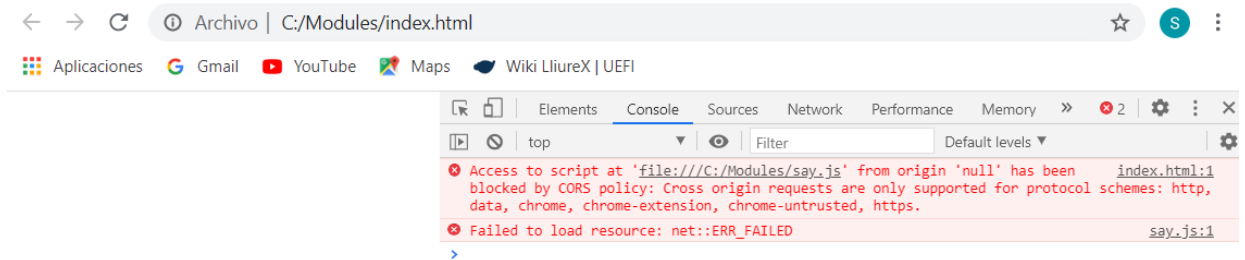 Archivo | C:/Modules/index.html S
Aplicaciones Gmail YouTube Maps Wiki LliureX | UEFI
Elements Console Sources Network Performance Memory » 2
top Filter Default levels
Access to script at 'file:///C:/Modules/say.js' from origin 'null' has been index.html:1
blocked by CORS policy: Cross origin requests are only supported for protocol schemes: http,
data, chrome, chrome-extension, chrome-untrusted, https.
Failed to load resource: net::ERR_FAILED say.js:1
>